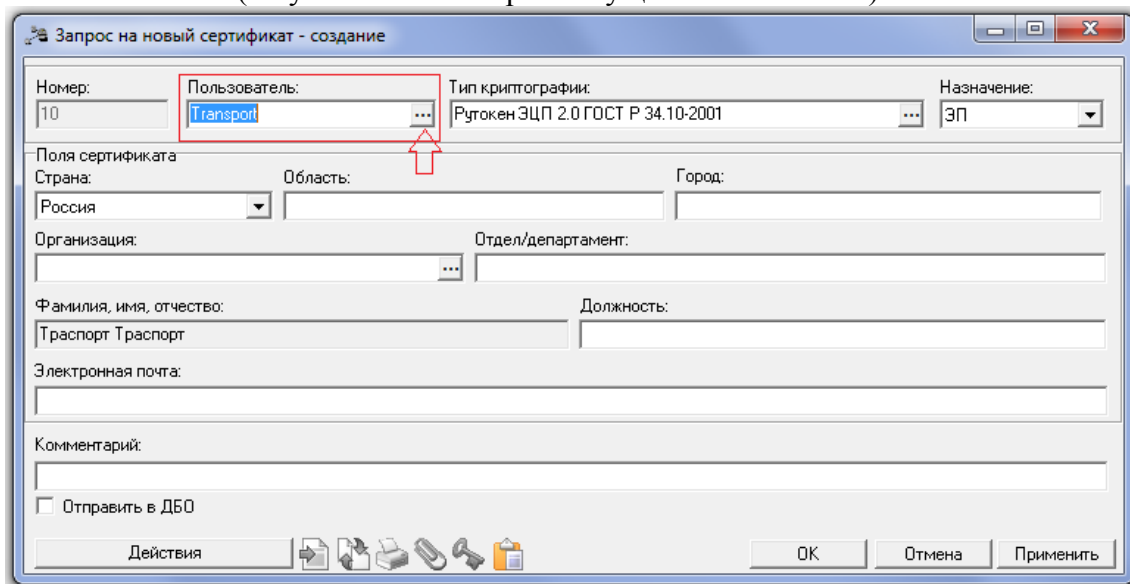 Запрос на новый сертификат - создание
Номер: Пользователь: Тип криптографии: Назначение:
10 Transport ... Рутокен ЭЦП 2.0 ГОСТ Р 34.10-2001 ... ЭП
Поля сертификата
Страна: Область: Город:
Россия
Организация: Отдел/департамент:
...
Фамилия, имя, отчество: Должность:
Траспорт Траспорт
Электронная почта:
Комментарий:
Отправить в ДБО
Действия OK Отмена Применить